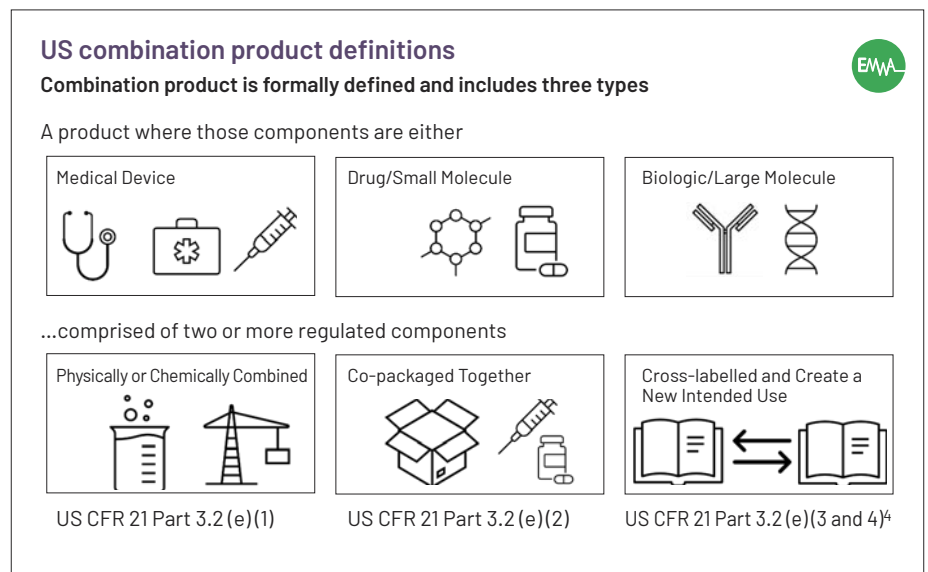 US combination product definitions
EMWA
Combination product is formally defined and includes three types
A product where those components are either
Medical Device
Drug/Small Molecule
Biologic/Large Molecule
...comprised of two or more regulated components
Physically or Chemically Combined
Co-packaged Together
Cross-labelled and Create a
New Intended Use
US CFR 21 Part 3.2 (e) (1)
US CFR 21 Part 3.2 (e) (2)
US CFR 21 Part 3.2 (e) (3 and 4)⁴